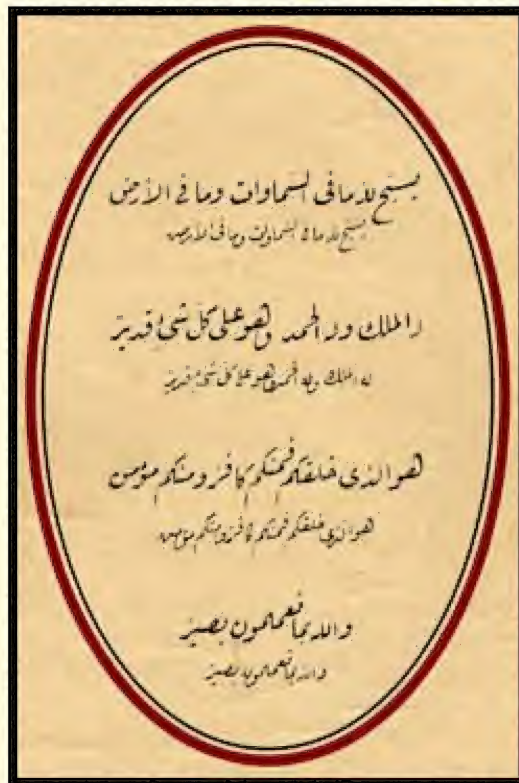 يسبح لله ما في السماوات وما في الأرض
يسبح لله ما في السماوات وما في الأرض
له الملك وله الحمد وهو على كل شيء قدير
له الملك وله الحمد وهو على كل شيء قدير
هو الذي خلقكم فمنكم كافر ومنكم مؤمن
هو الذي خلقكم فمنكم كافر ومنكم مؤمن
والله بما تعملون بصير
والله بما تعملون بصير